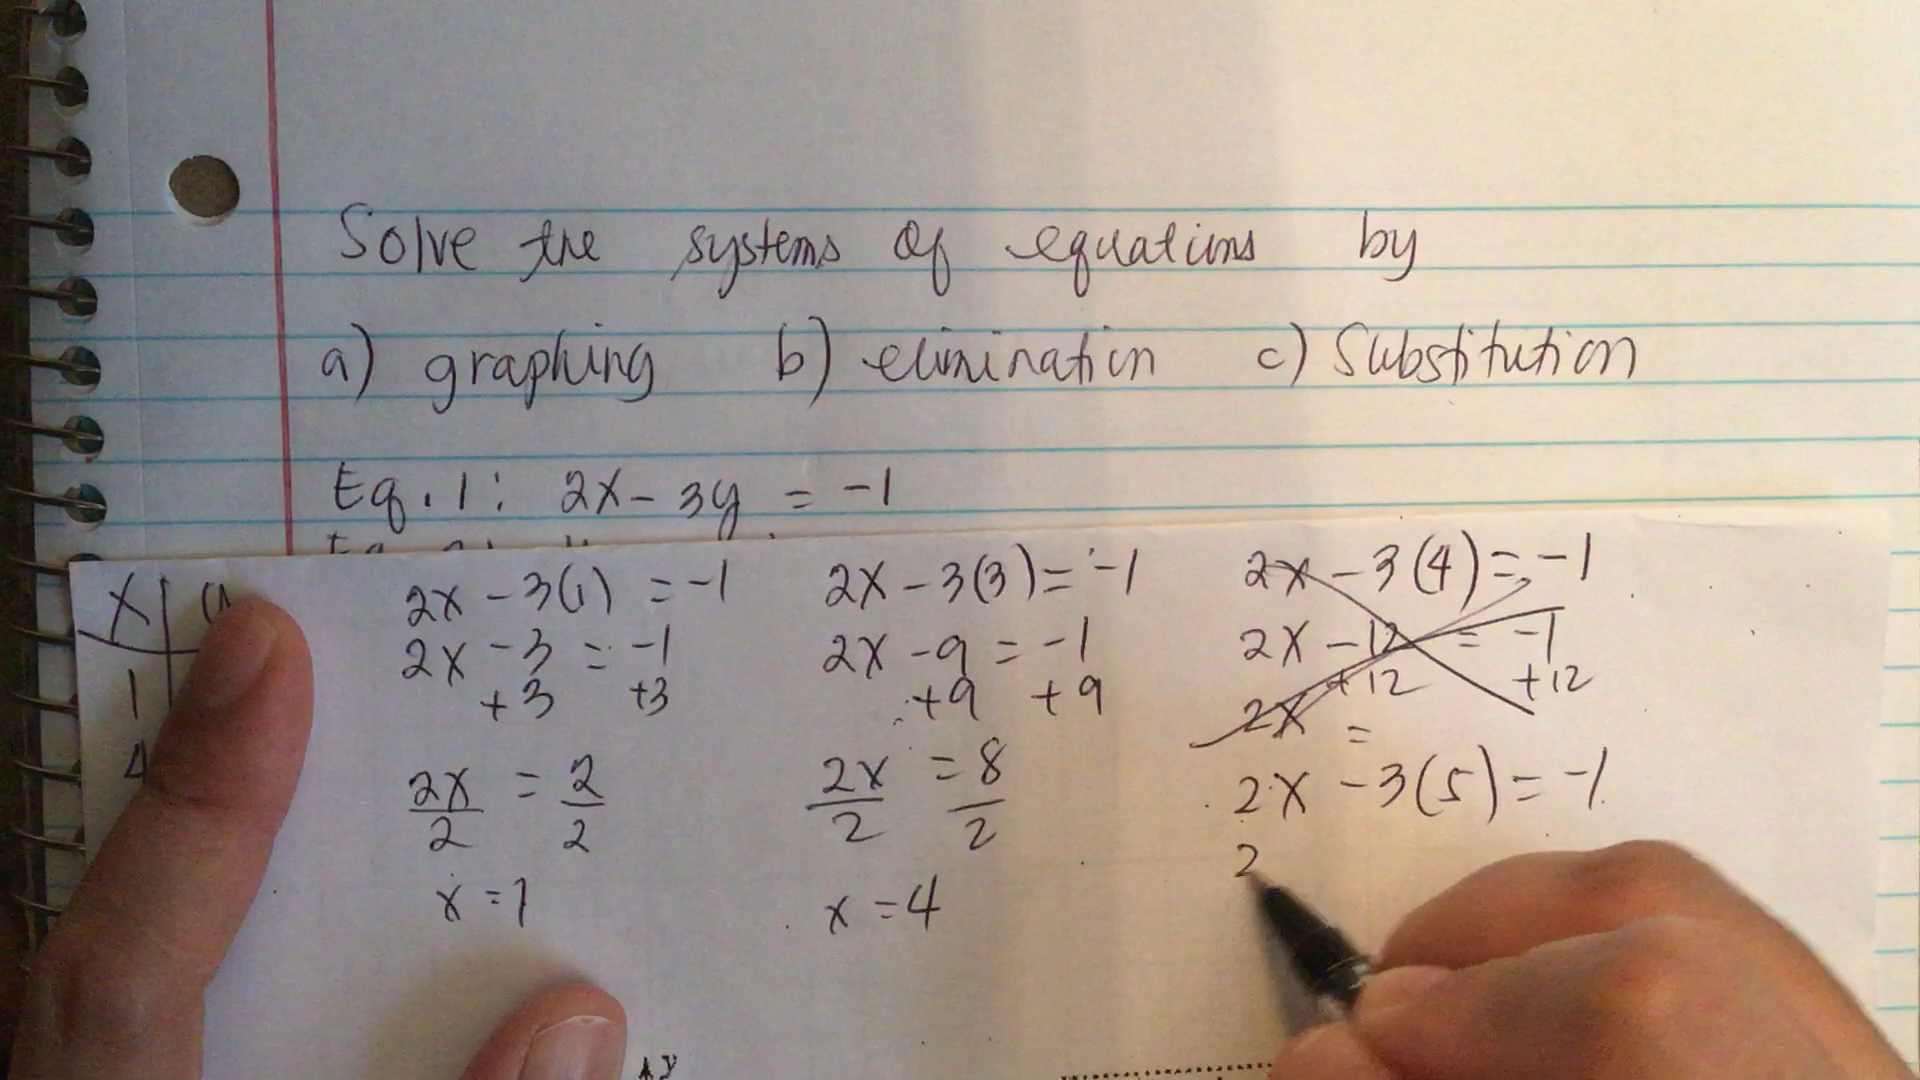 Solve the systems of equations by
a) graphing b) elimination c) Substitution
Eq. 1: 2x - 3y = -1
x
1
4
2x - 3(1) = -1
2x - 3 = -1
+3 +3
2x = 2
2 2
x = 1
2x - 3(3) = -1
2x - 9 = -1
+9 +9
2x = 8
2 2
x = 4
2x - 3(4) = -1
2x - 12 = -1
+12 +12
2x =
2x - 3(5) = -1
2
y